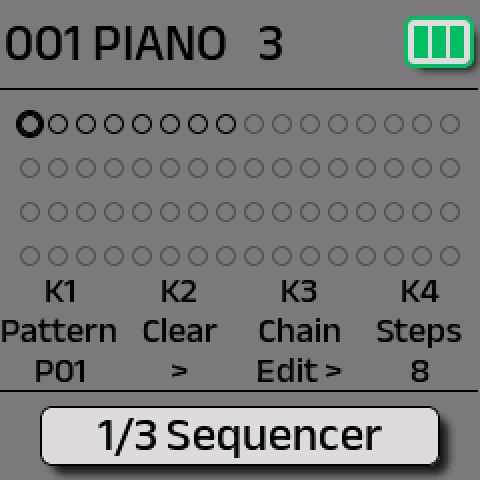 001 PIANO 3
K1 K2 K3 K4
Pattern Clear Chain Steps
P01 > Edit > 8
1/3 Sequencer